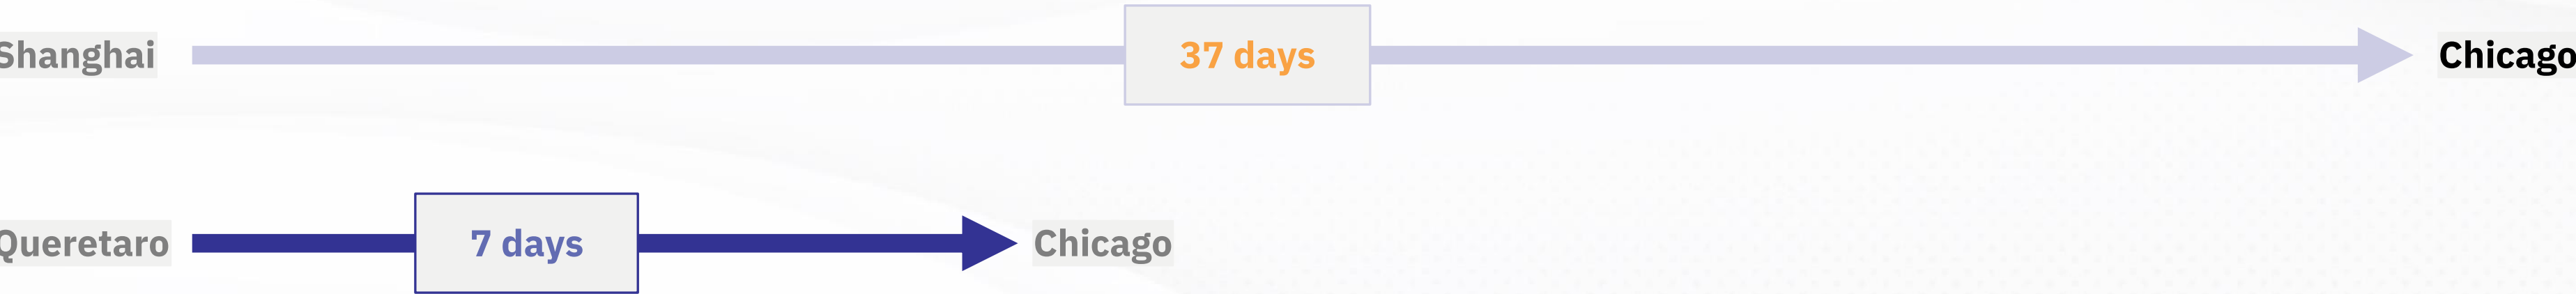 Shanghai 37 days Chicago
Queretaro 7 days Chicago